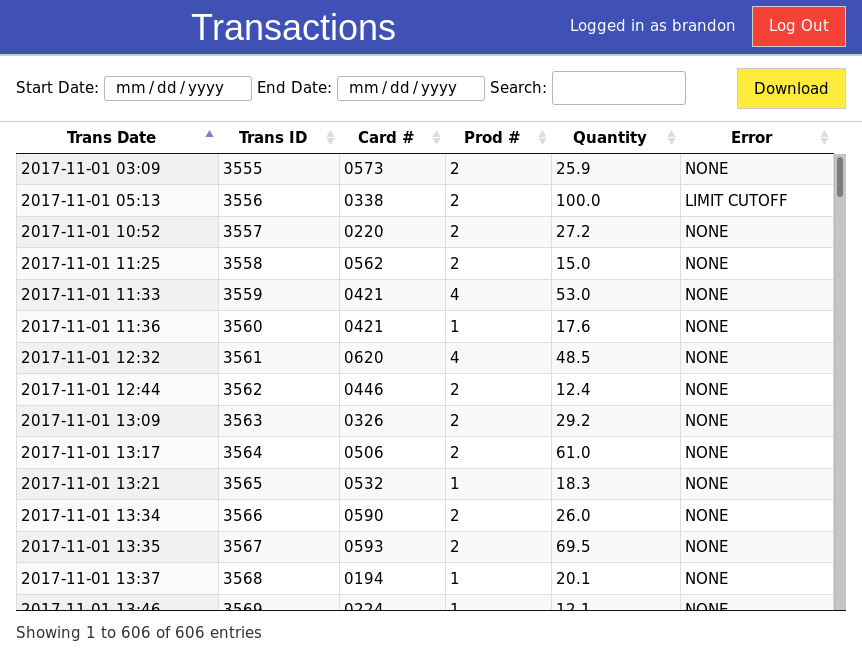 Transactions Logged in as brandon Log Out
Start Date: mm/dd/yyyy End Date: mm/dd/yyyy Search: Download
Trans Date Trans ID Card # Prod # Quantity Error
2017-11-01 03:09 3555 0573 2 25.9 NONE
2017-11-01 05:13 3556 0338 2 100.0 LIMIT CUTOFF
2017-11-01 10:52 3557 0220 2 27.2 NONE
2017-11-01 11:25 3558 0562 2 15.0 NONE
2017-11-01 11:33 3559 0421 4 53.0 NONE
2017-11-01 11:36 3560 0421 1 17.6 NONE
2017-11-01 12:32 3561 0620 4 48.5 NONE
2017-11-01 12:44 3562 0446 2 12.4 NONE
2017-11-01 13:09 3563 0326 2 29.2 NONE
2017-11-01 13:17 3564 0506 2 61.0 NONE
2017-11-01 13:21 3565 0532 1 18.3 NONE
2017-11-01 13:34 3566 0590 2 26.0 NONE
2017-11-01 13:35 3567 0593 2 69.5 NONE
2017-11-01 13:37 3568 0194 1 20.1 NONE
2017-11-01 13:46 3569 0224 1 12.1 NONE
Showing 1 to 606 of 606 entries